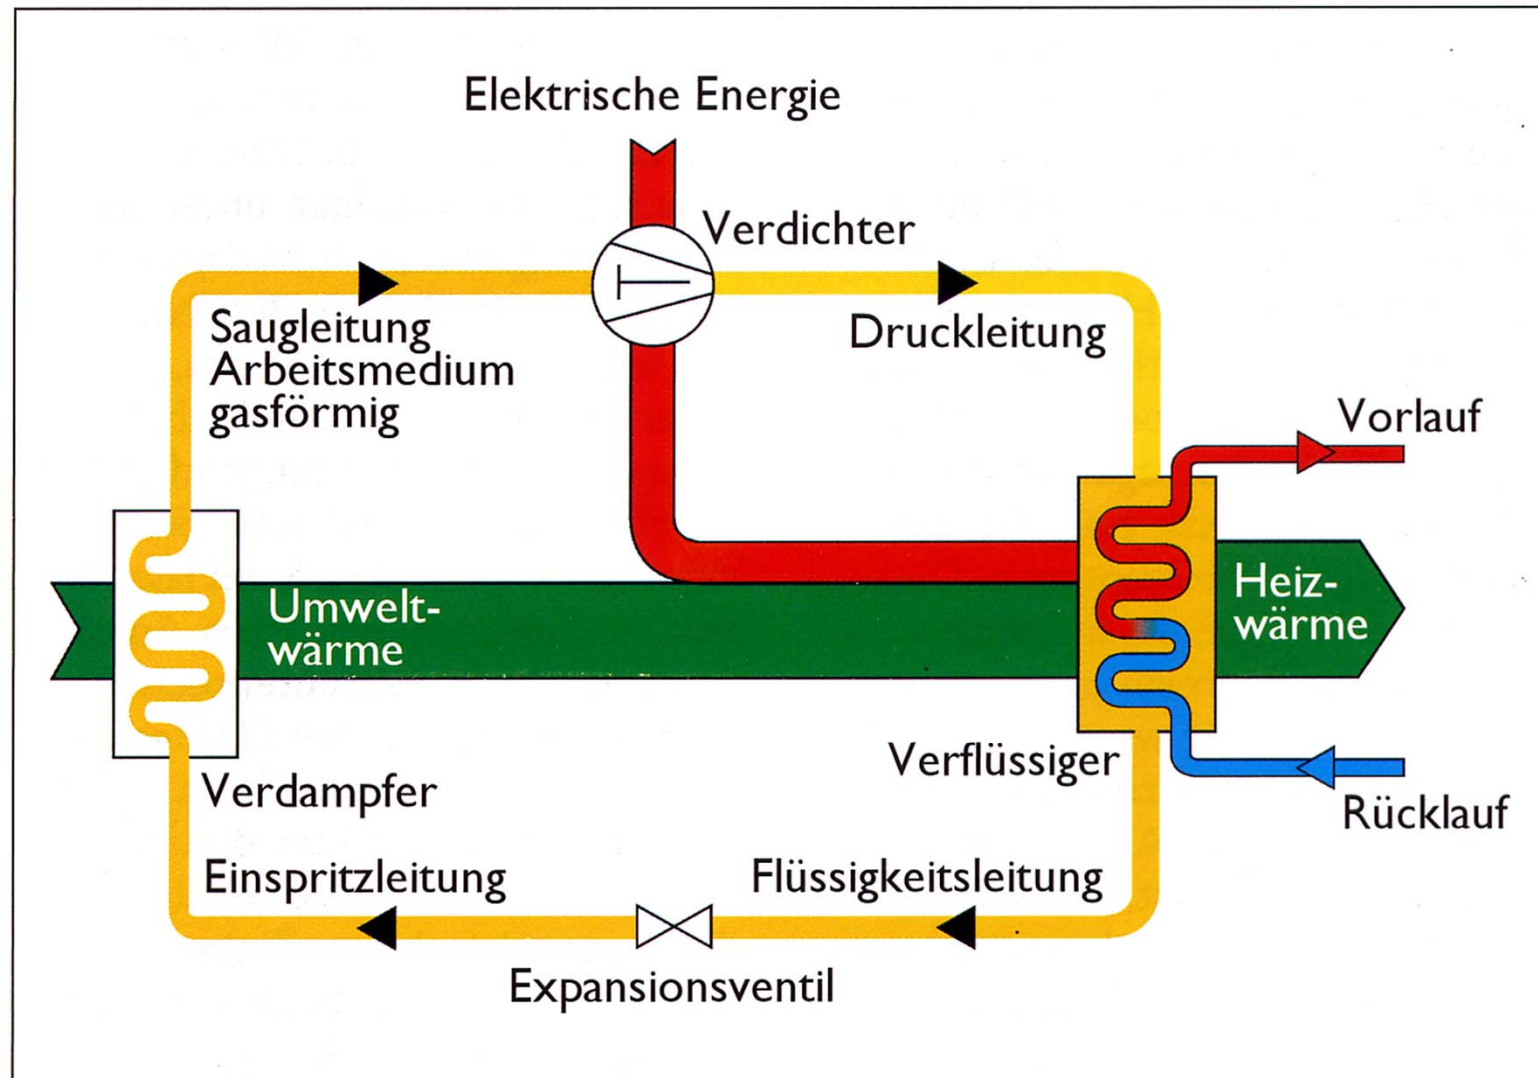 Elektrische Energie
Verdichter
Saugleitung
Arbeitsmedium
gasförmig
Druckleitung
Vorlauf
Umwelt-
wärme
Heiz-
wärme
Verflüssiger
Verdampfer
Rücklauf
Einspritzleitung
Flüssigkeitsleitung
Expansionsventil